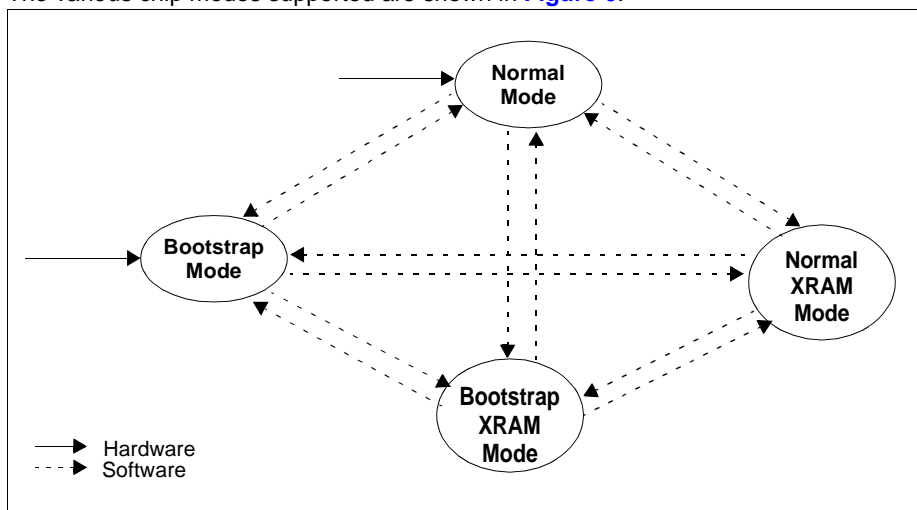 The various chip modes supported are shown in Figure 6.
Normal
Mode
Bootstrap
Mode
Normal
XRAM
Mode
Bootstrap
XRAM
Mode
Hardware
Software